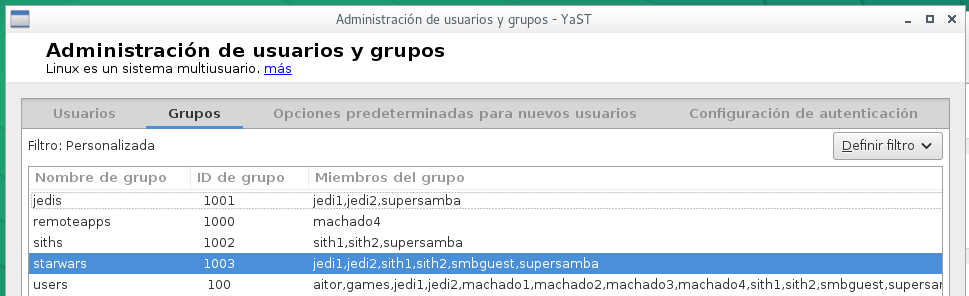 Administración de usuarios y grupos - YaST
Administración de usuarios y grupos
Linux es un sistema multiusuario. más
Usuarios Grupos Opciones predeterminadas para nuevos usuarios Configuración de autenticación
Filtro: Personalizada Definir filtro
Nombre de grupo ID de grupo Miembros del grupo
jedis 1001 jedi1,jedi2,supersamba
remoteapps 1000 machado4
siths 1002 sith1,sith2,supersamba
starwars 1003 jedi1,jedi2,sith1,sith2,smbguest,supersamba
users 100 aitor,games,jedi1,jedi2,machado1,machado2,machado3,machado4,sith1,sith2,smbguest,supersar